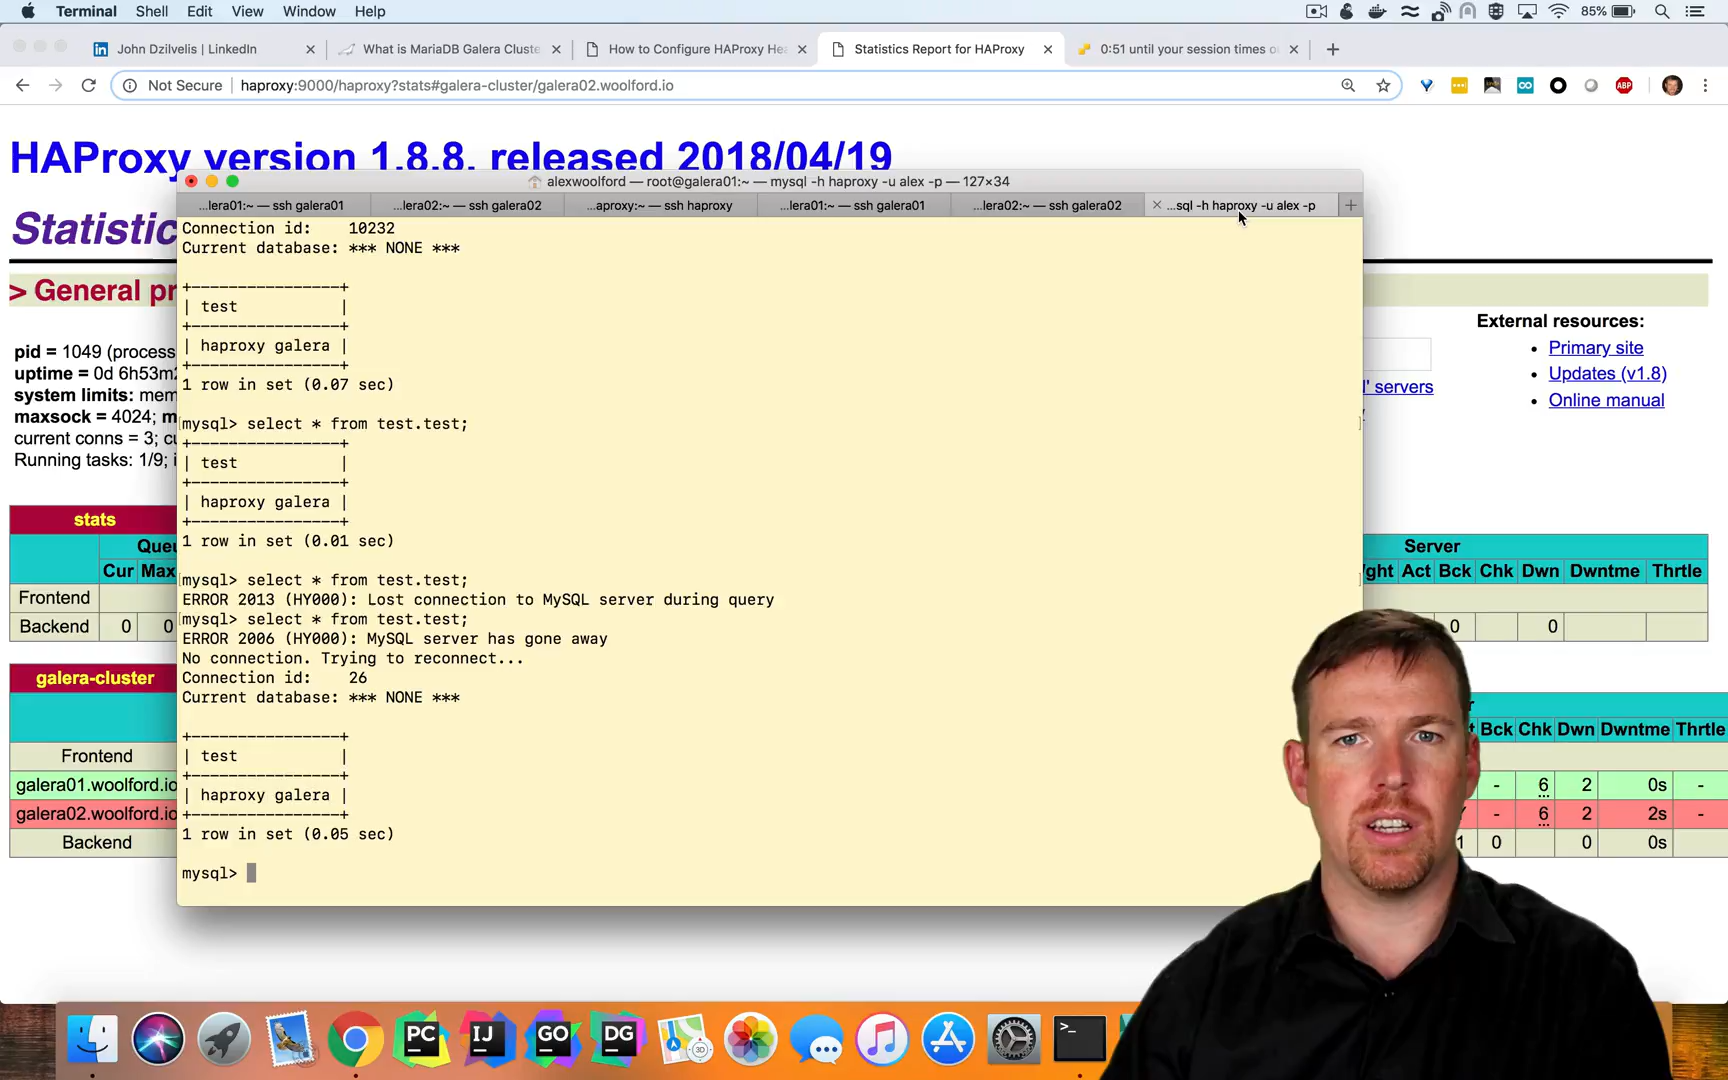 Terminal Shell Edit View Window Help 85%
John Dzilvelis | LinkedIn
What is MariaDB Galera Cluste
How to Configure HAProxy He
Statistics Report for HAProxy
0:51 until your session times o
Not Secure haproxy:9000/haproxy?stats#galera-cluster/galera02.woolford.io
ABP
HAProxy version 1.8.8, released 2018/04/19
Statistic
> General pr
pid = 1049 (process
uptime = 0d 6h53m2
system limits: mem
maxsock = 4024; m
current conns = 3; cu
Running tasks: 1/9; i
External resources:
Primary site
Updates (v1.8)
Online manual
' servers
alexwoolford — root@galera01:~ — mysql -h haproxy -u alex -p — 127×34
...lera01:~ — ssh galera01
...lera02:~ — ssh galera02
...aproxy:~ — ssh haproxy
...lera01:~ — ssh galera01
...lera02:~ — ssh galera02
...sql -h haproxy -u alex -p
Connection id:    10232
Current database: *** NONE ***
+----------------+
| test           |
+----------------+
| haproxy galera |
+----------------+
1 row in set (0.07 sec)
mysql> select * from test.test;
+----------------+
| test           |
+----------------+
| haproxy galera |
+----------------+
1 row in set (0.01 sec)
mysql> select * from test.test;
ERROR 2013 (HY000): Lost connection to MySQL server during query
mysql> select * from test.test;
ERROR 2006 (HY000): MySQL server has gone away
No connection. Trying to reconnect...
Connection id:    26
Current database: *** NONE ***
+----------------+
| test           |
+----------------+
| haproxy galera |
+----------------+
1 row in set (0.05 sec)
mysql>
stats
Queu Server
Cur Max ght Act Bck Chk Dwn Dwntme Thrtle
Frontend
Backend 0 0 0 0
galera-cluster
Bck Chk Dwn Dwntme Thrtle
Frontend
galera01.woolford.io - 6 2 0s -
galera02.woolford.io - 6 2 2s -
Backend 1 0 0 0s
PC IJ GO DG 3D >_